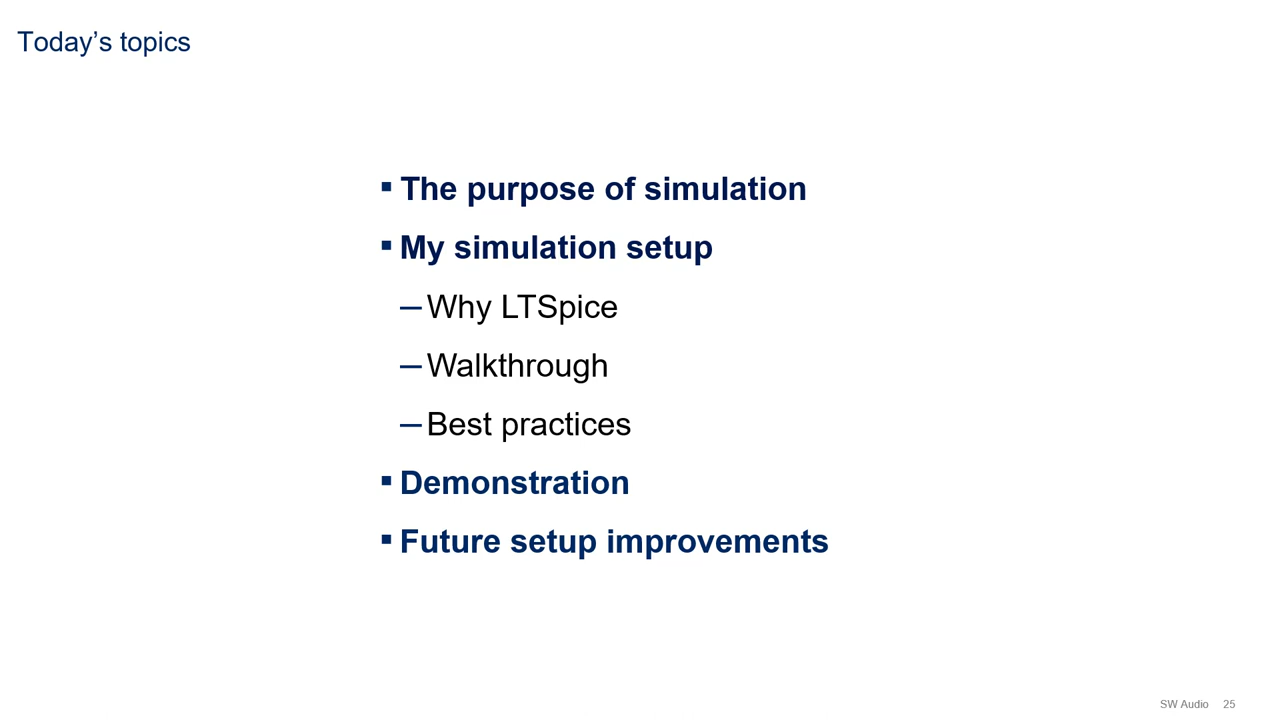 Today’s topics
▪ The purpose of simulation
▪ My simulation setup
– Why LTSpice
– Walkthrough
– Best practices
▪ Demonstration
▪ Future setup improvements
SW Audio 25